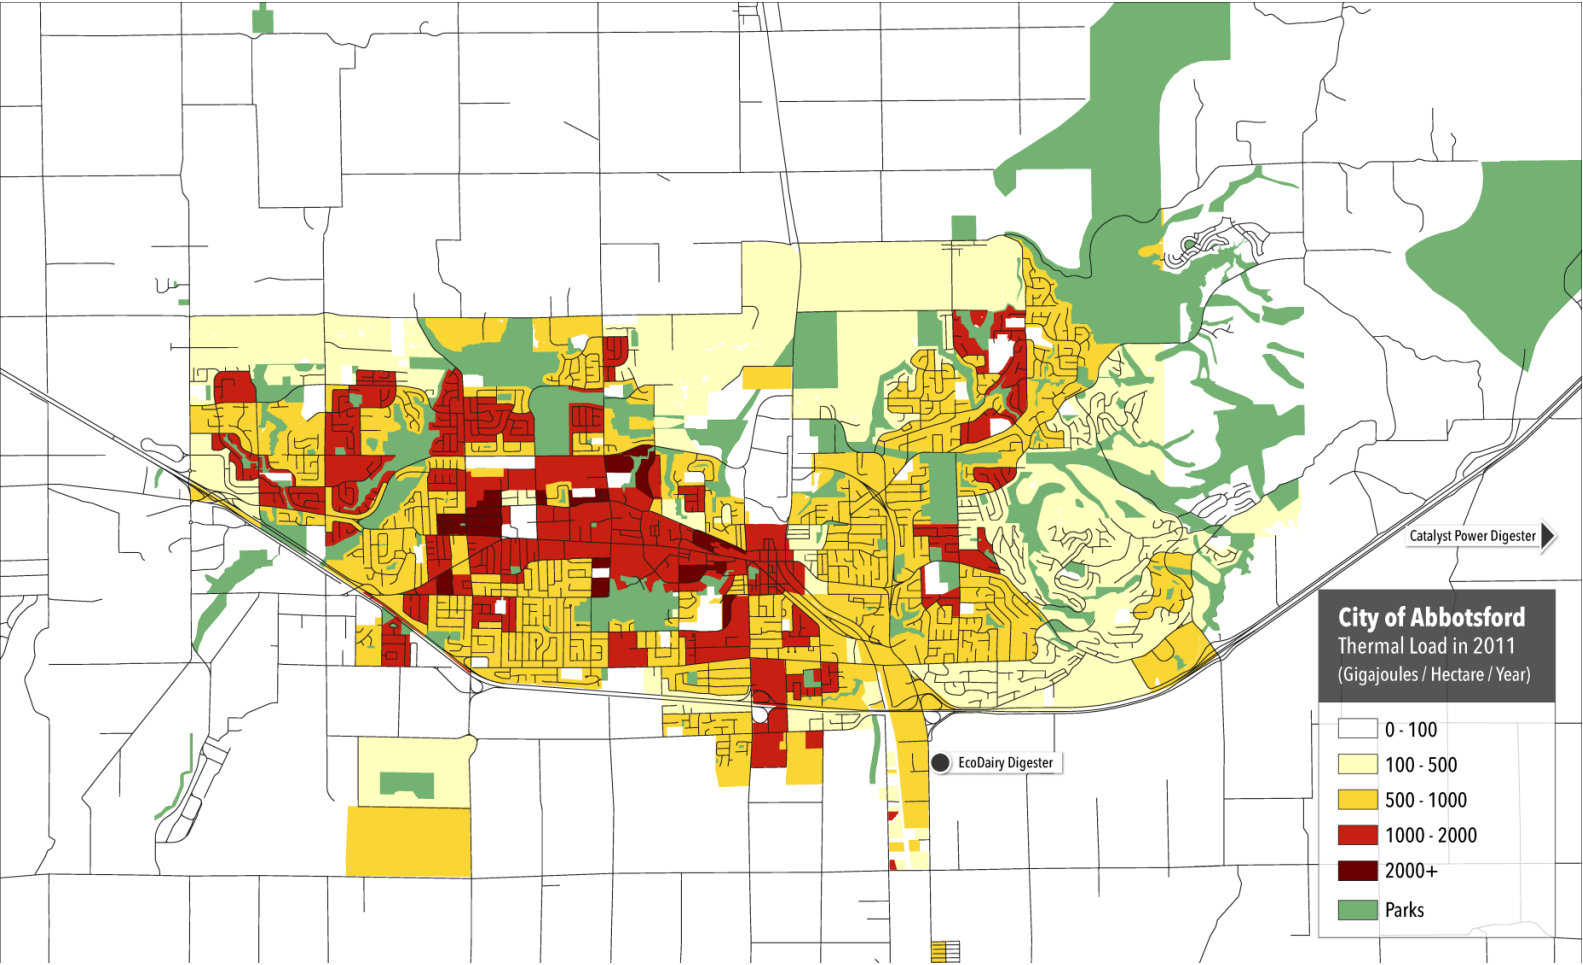 Catalyst Power Digester
City of Abbotsford
Thermal Load in 2011
(Gigajoules / Hectare / Year)
0 - 100
100 - 500
500 - 1000
1000 - 2000
2000+
Parks
EcoDairy Digester